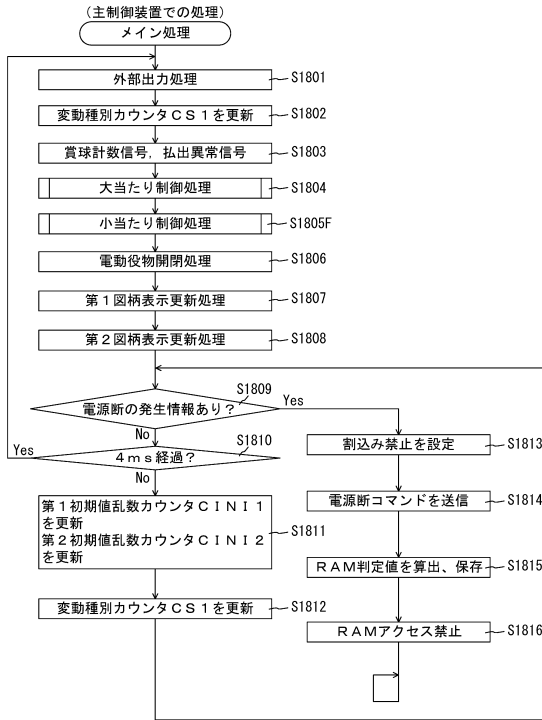 （主制御装置での処理）
メイン処理
外部出力処理
S1801
変動種別カウンタＣＳ１を更新
S1802
賞球計数信号，払出異常信号
S1803
大当たり制御処理
S1804
小当たり制御処理
S1805F
電動役物開閉処理
S1806
第１図柄表示更新処理
S1807
第２図柄表示更新処理
S1808
S1809
電源断の発生情報あり？
Yes
No
S1810
Yes
４ｍｓ経過？
No
第１初期値乱数カウンタＣＩＮＩ１
を更新
第２初期値乱数カウンタＣＩＮＩ２
を更新
S1811
変動種別カウンタＣＳ１を更新
S1812
割込み禁止を設定
S1813
電源断コマンドを送信
S1814
ＲＡＭ判定値を算出、保存
S1815
ＲＡＭアクセス禁止
S1816